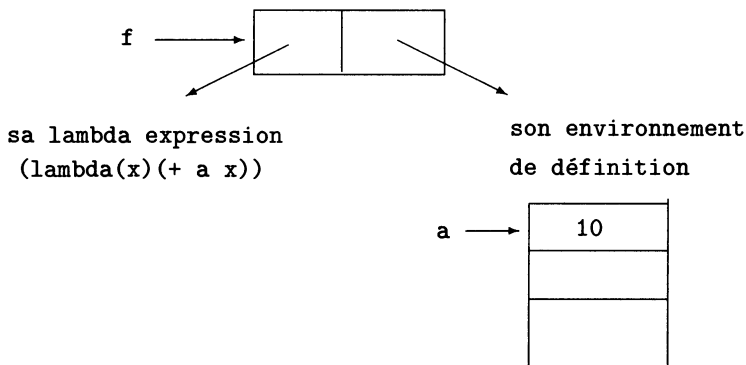 f
sa lambda expression
(lambda(x)(+ a x))
son environnement
de définition
a
10